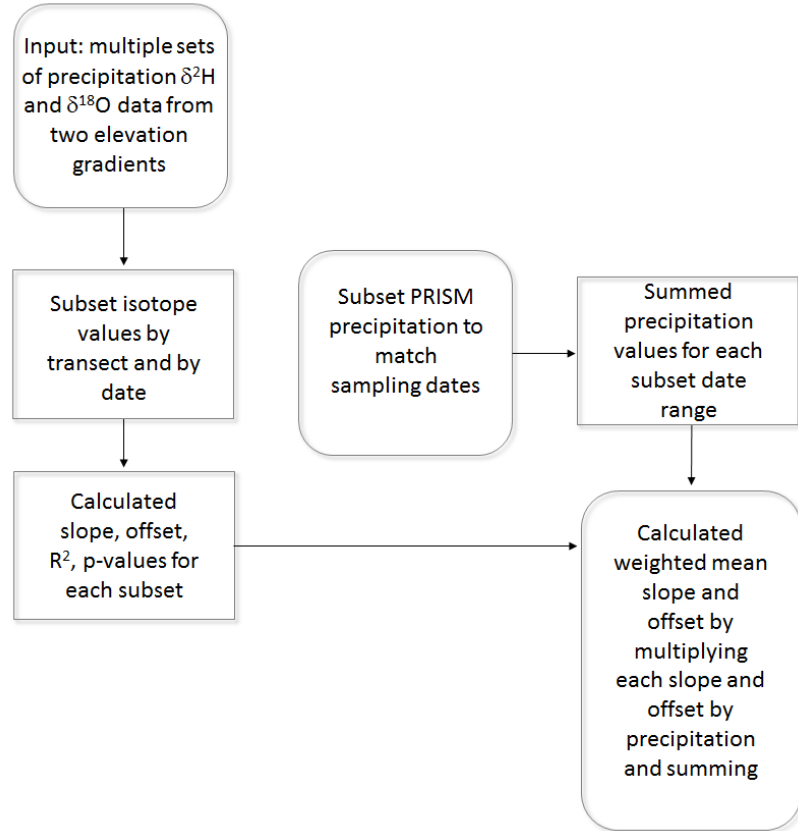 Input: multiple sets
of precipitation δ²H
and δ¹⁸O data from
two elevation
gradients
Subset isotope
values by
transect and by
date
Subset PRISM
precipitation to
match
sampling dates
Summed
precipitation
values for each
subset date
range
Calculated
slope, offset,
R², p-values for
each subset
Calculated
weighted mean
slope and
offset by
multiplying
each slope and
offset by
precipitation
and summing